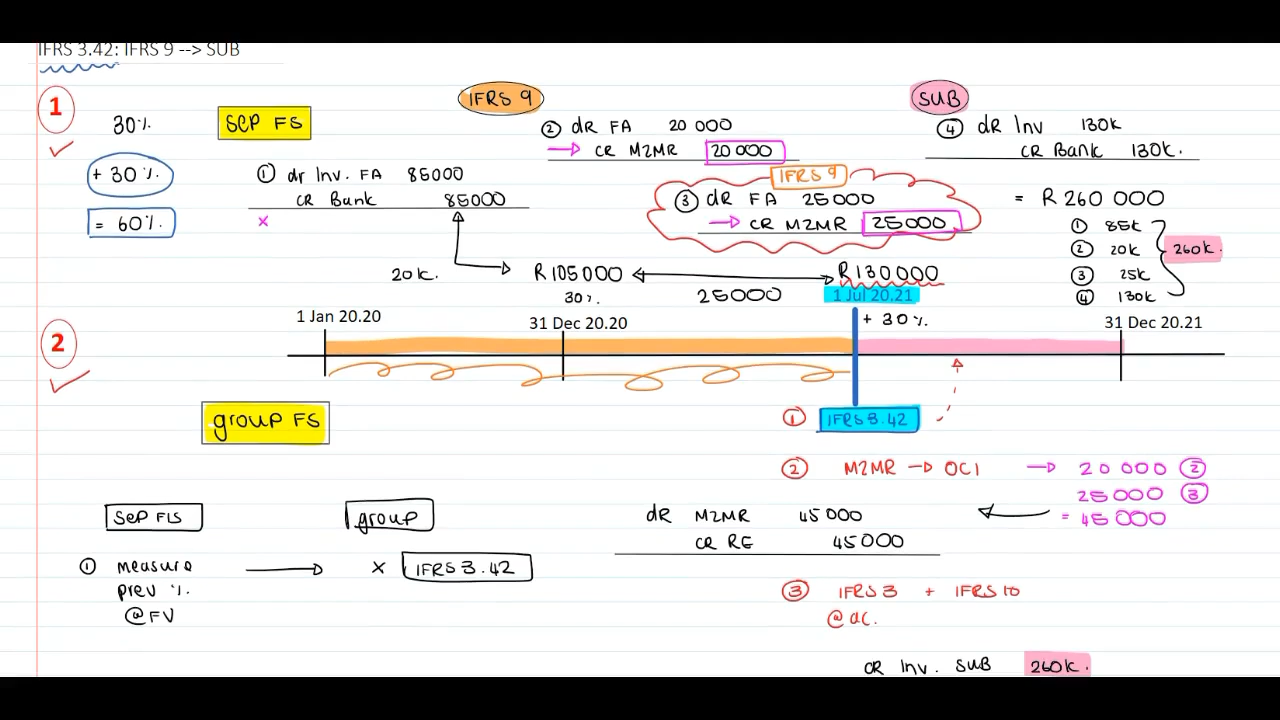 IFRS 3.42: IFRS 9 --> SUB
1
30%
+ 30%
= 60%
SEP FS
① dr Inv. FA 85000
CR Bank 85000
x
IFRS 9
② dR FA 20 000
CR M2MR 20 000
IFRS 9
③ dR FA 25000
CR M2MR 25000
SUB
④ dR Inv 130k
CR Bank 130k.
= R 260 000
① 85k
② 20k
③ 25k
④ 130k
260k.
20k.
R105000
30%
25000
R130000
1 Jul 20.21
+ 30%
1 Jan 20.20
31 Dec 20.20
31 Dec 20.21
2
group FS
① IFRS 3.42
② M2MR → OCI → 20 000 ②
25 000 ③
= 45 000
dR M2MR 45 000
CR RE 45 000
SEP FS
group
① measure → x IFRS 3.42
prev %.
@ FV
③ IFRS 3 + IFRS 10
@ ac.
CR Inv. SUB 260k.